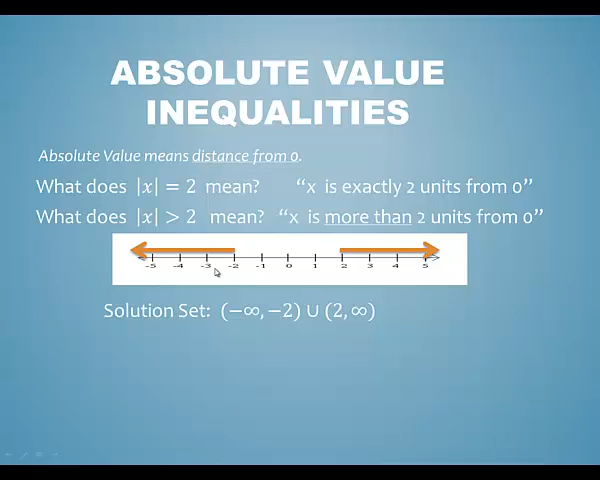 ABSOLUTE VALUE
INEQUALITIES
Absolute Value means distance from 0.
What does |x| = 2 mean? “x is exactly 2 units from 0”
What does |x| > 2 mean? “x is more than 2 units from 0”
-5 -4 -3 -2 -1 0 1 2 3 4 5
Solution Set: (−∞, −2) ∪ (2, ∞)